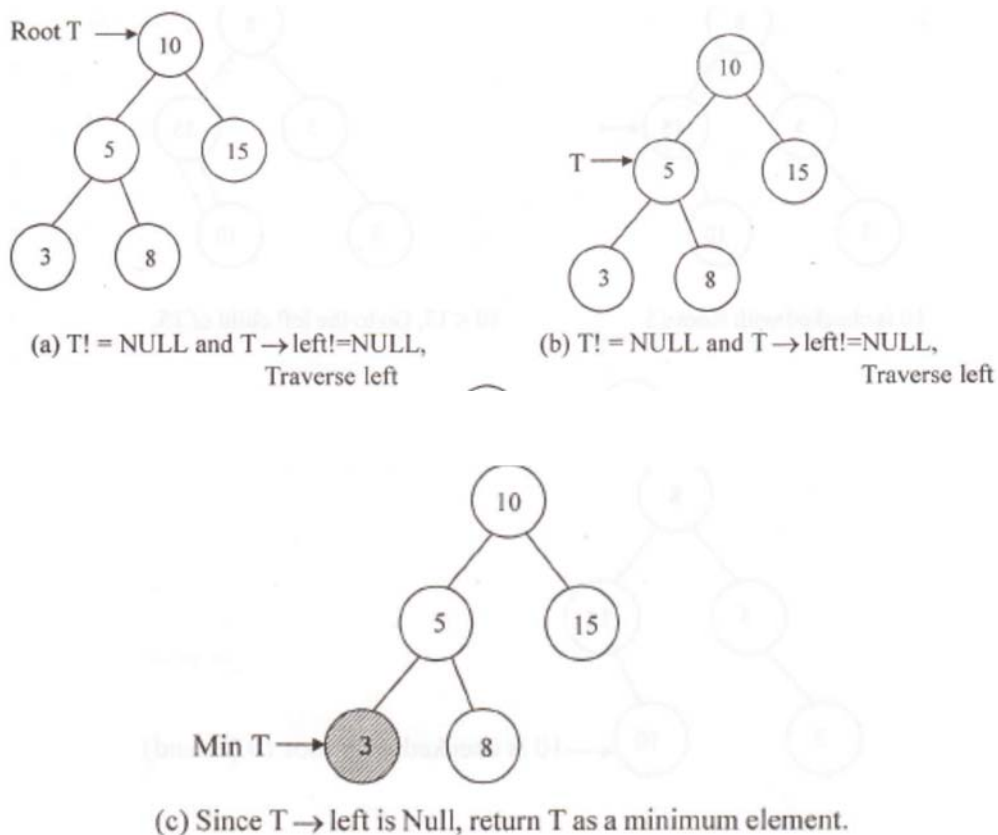 Root T
10
5
15
3
8
(a) T! = NULL and T → left!=NULL,
Traverse left
10
T
5
15
3
8
(b) T! = NULL and T → left!=NULL,
Traverse left
10
5
15
Min T
3
8
(c) Since T → left is Null, return T as a minimum element.